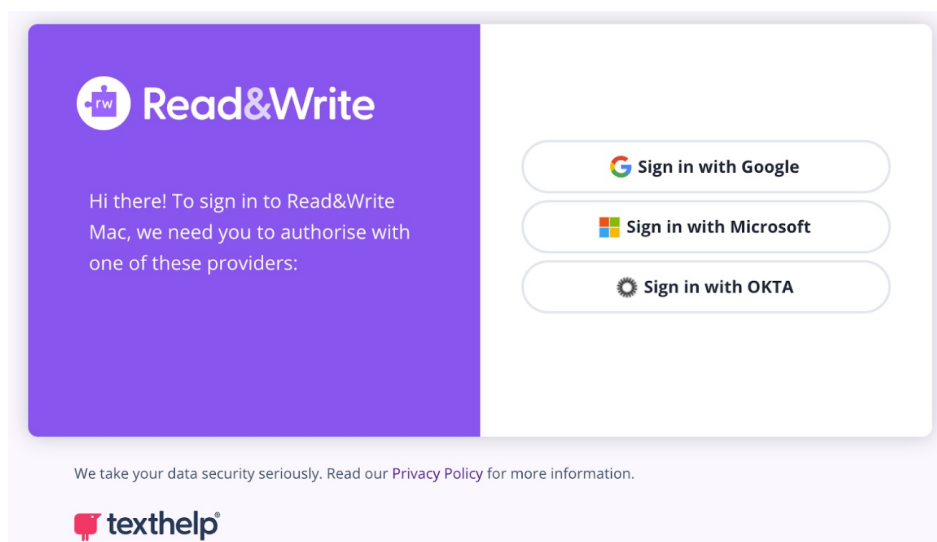 rw Read&Write
Hi there! To sign in to Read&Write
Mac, we need you to authorise with
one of these providers:
Sign in with Google
Sign in with Microsoft
Sign in with OKTA
We take your data security seriously. Read our Privacy Policy for more information.
texthelp®